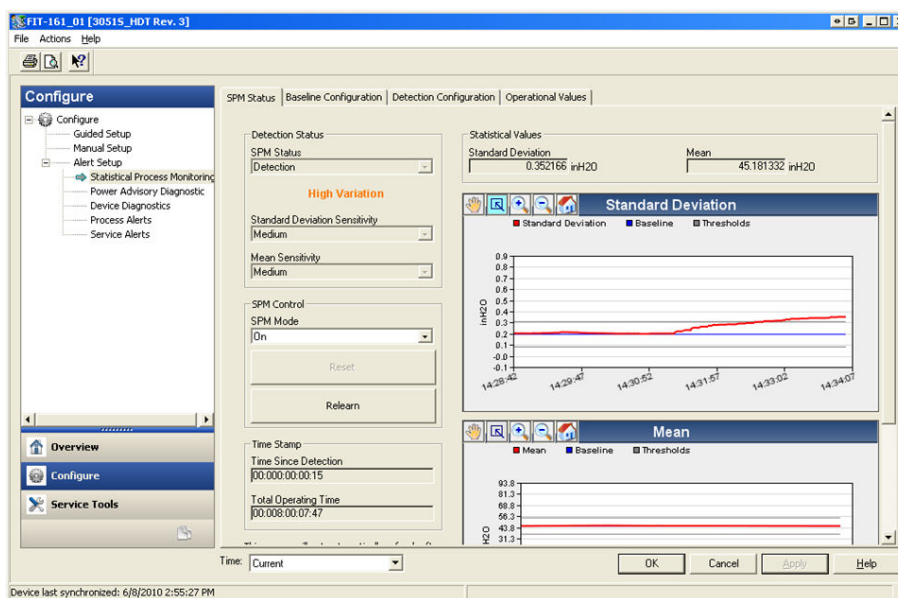 FIT-161_01 [3051S_HDT Rev. 3]
File Actions Help
Configure
Configure
Guided Setup
Manual Setup
Alert Setup
Statistical Process Monitoring
Power Advisory Diagnostic
Device Diagnostics
Process Alerts
Service Alerts
Overview
Configure
Service Tools
SPM Status
Baseline Configuration
Detection Configuration
Operational Values
Detection Status
SPM Status
Detection
High Variation
Standard Deviation Sensitivity
Medium
Mean Sensitivity
Medium
SPM Control
SPM Mode
On
Reset
Relearn
Time Stamp
Time Since Detection
00:000:00:00:15
Total Operating Time
00:008:00:07:47
Statistical Values
Standard Deviation
0.352166 inH2O
Mean
45.181332 inH2O
Standard Deviation
Standard Deviation Baseline Thresholds
0.9
0.8
0.7
0.6
0.5
0.4
0.3
0.2
0.1
-0.0
-0.1
inH2O
14:28:42 14:29:47 14:30:52 14:31:57 14:33:02 14:34:07
Mean
Mean Baseline Thresholds
93.8
81.3
68.8
56.3
43.8
31.3
H2O
Time: Current
OK Cancel Apply Help
Device last synchronized: 6/8/2010 2:55:27 PM